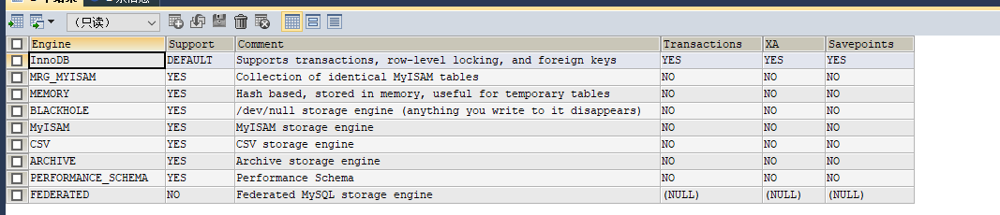 (只读)
Engine Support Comment Transactions XA Savepoints
InnoDB DEFAULT Supports transactions, row-level locking, and foreign keys YES YES YES
MRG_MYISAM YES Collection of identical MyISAM tables NO NO NO
MEMORY YES Hash based, stored in memory, useful for temporary tables NO NO NO
BLACKHOLE YES /dev/null storage engine (anything you write to it disappears) NO NO NO
MyISAM YES MyISAM storage engine NO NO NO
CSV YES CSV storage engine NO NO NO
ARCHIVE YES Archive storage engine NO NO NO
PERFORMANCE_SCHEMA YES Performance Schema NO NO NO
FEDERATED NO Federated MySQL storage engine (NULL) (NULL) (NULL)